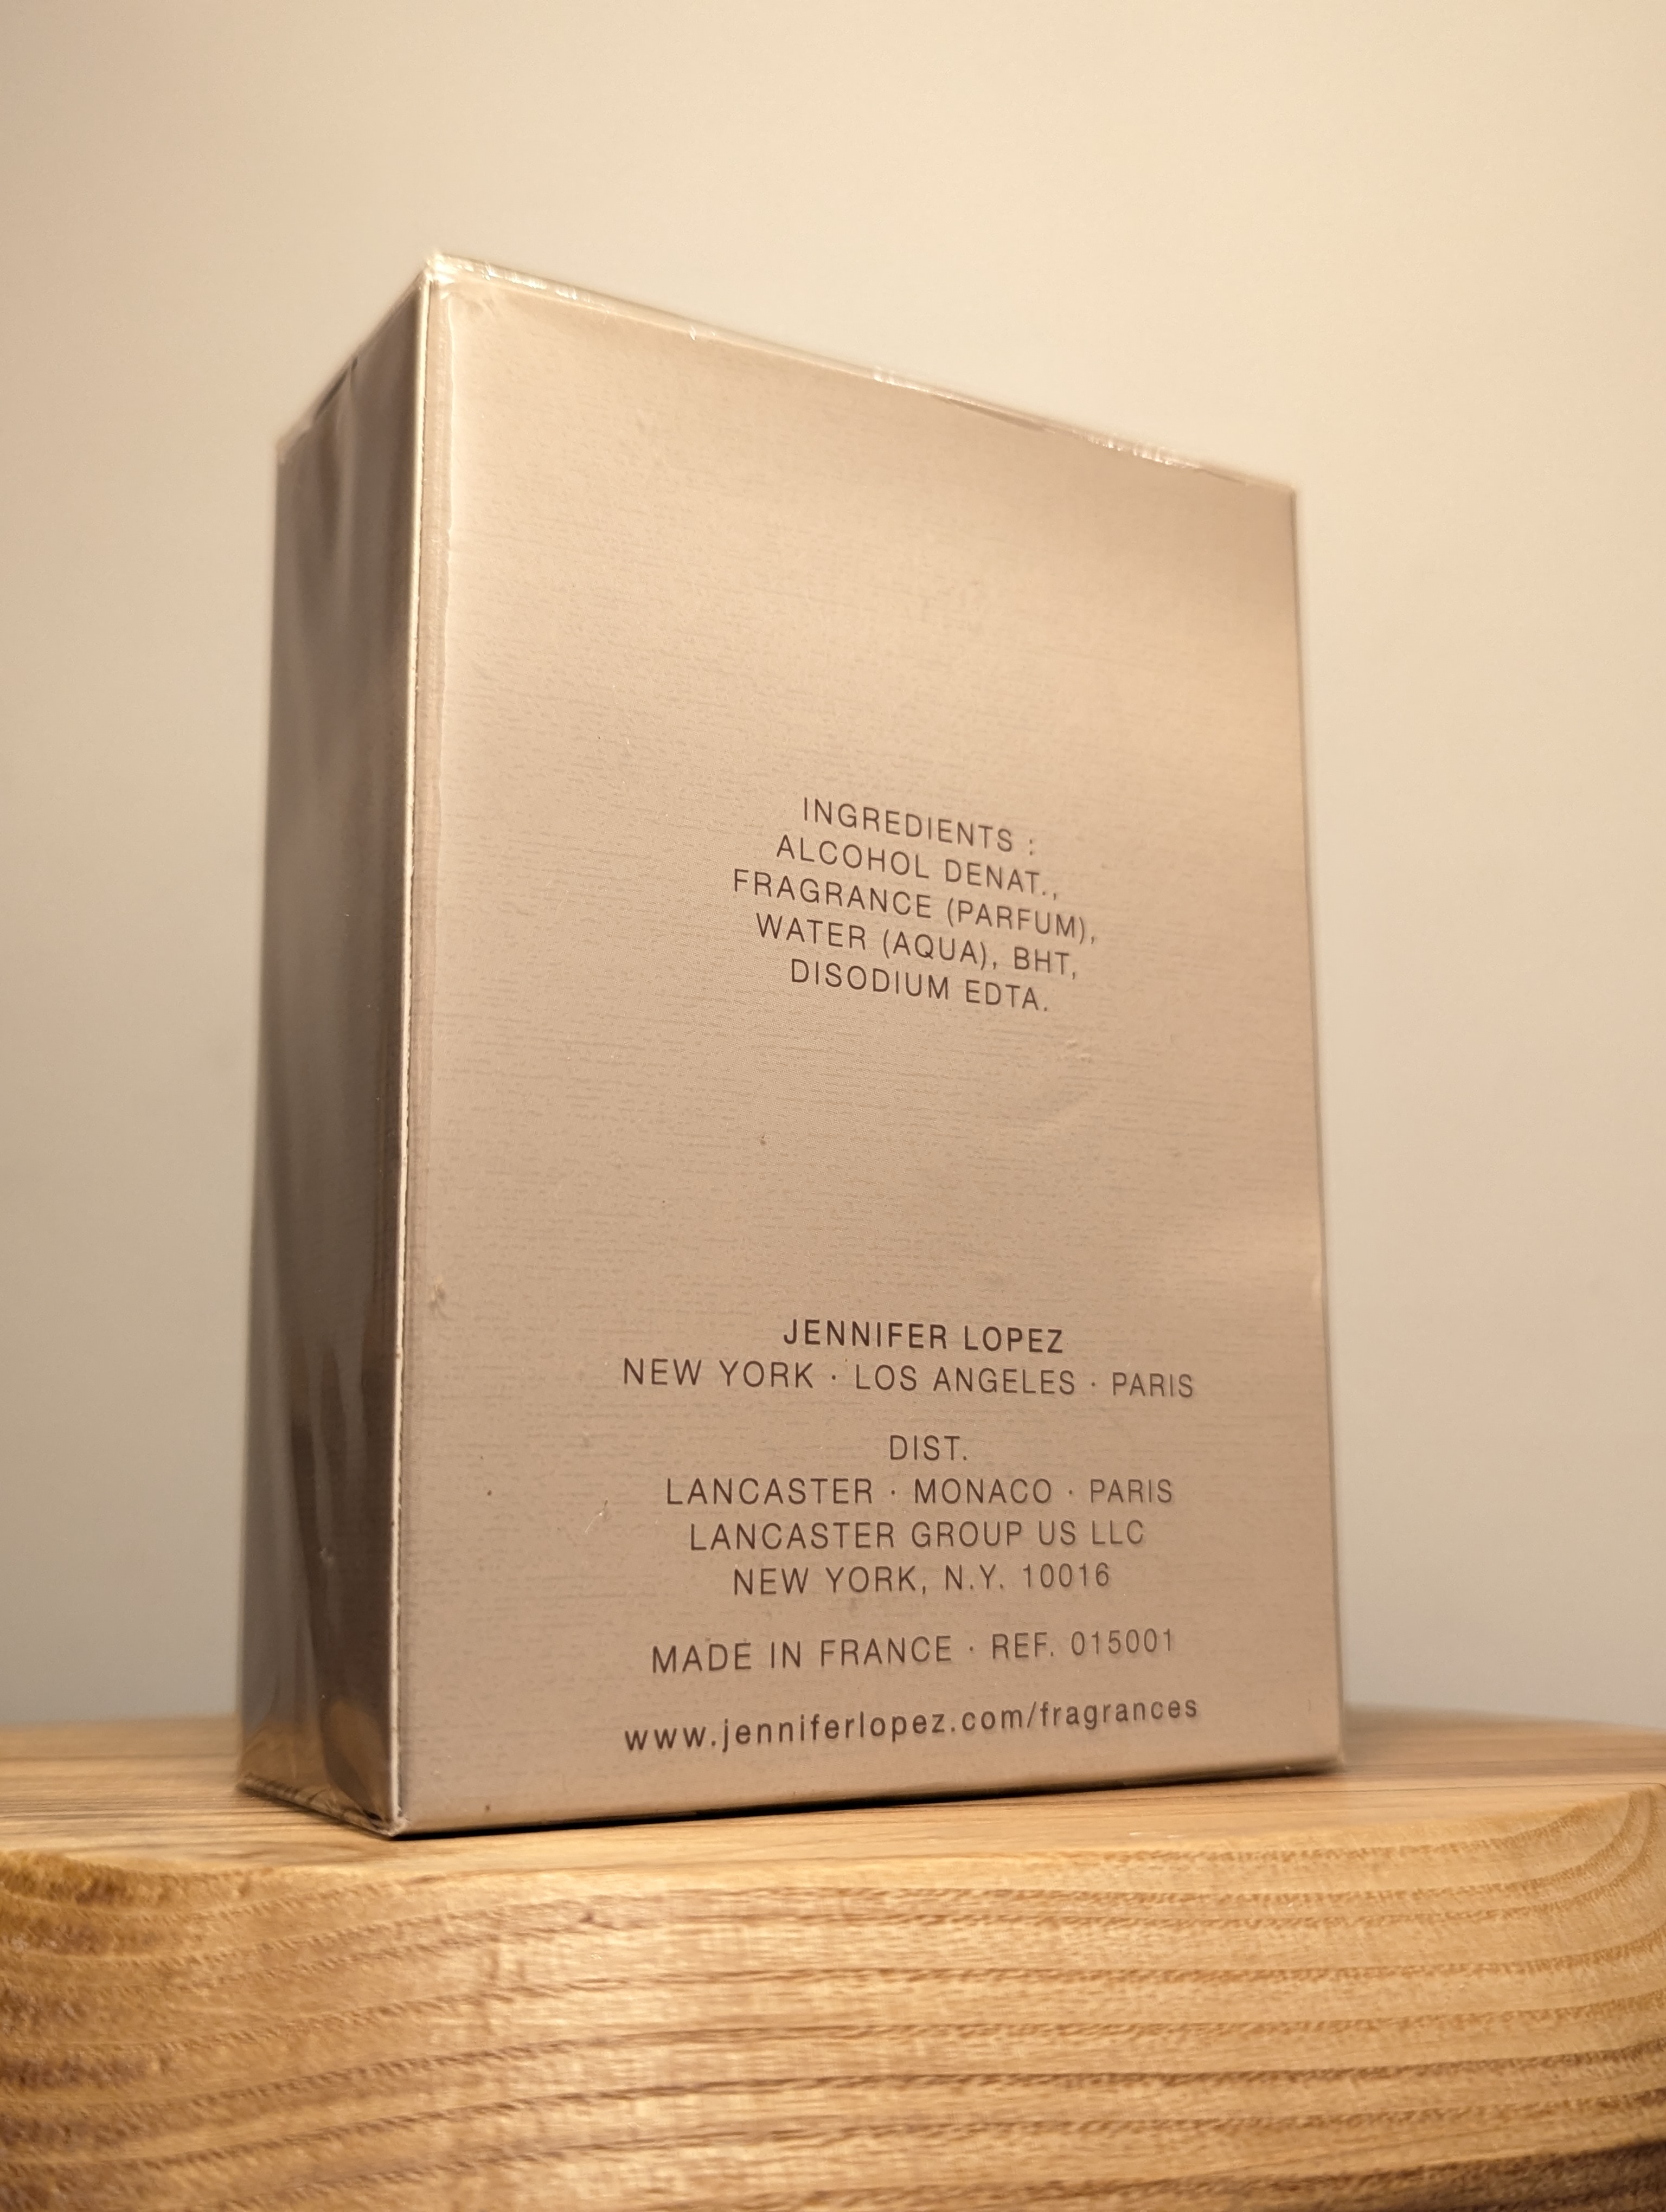 INGREDIENTS :
ALCOHOL DENAT.,
FRAGRANCE (PARFUM),
WATER (AQUA), BHT,
DISODIUM EDTA.
JENNIFER LOPEZ
NEW YORK · LOS ANGELES · PARIS
DIST.
LANCASTER · MONACO · PARIS
LANCASTER GROUP US LLC
NEW YORK, N.Y. 10016
MADE IN FRANCE · REF. 015001
www.jenniferlopez.com/fragrances